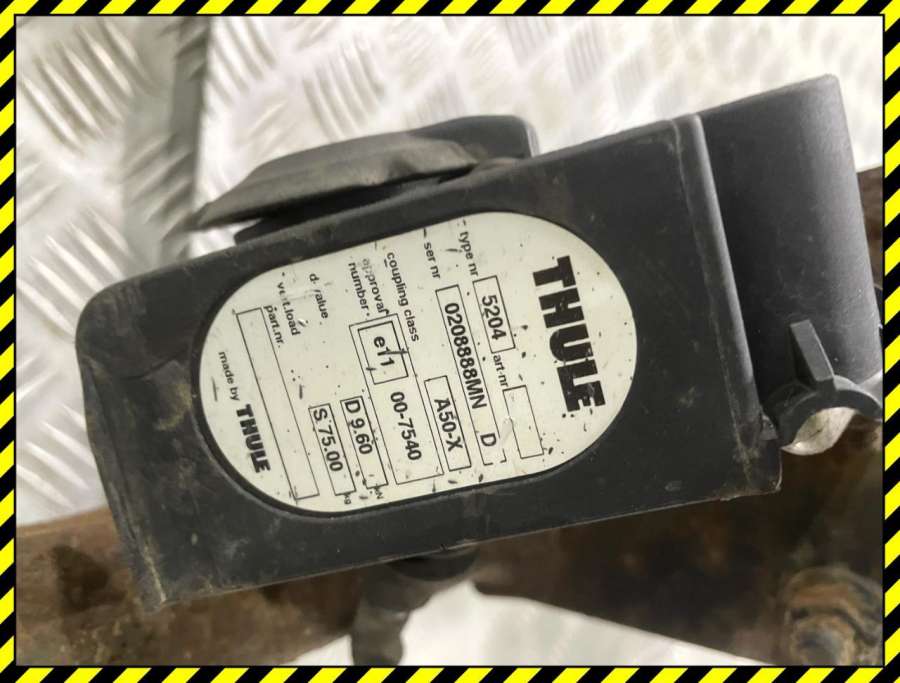 THULE
type nr 5204 art-nr
ser nr 0208888MN D
coupling class A50-X
approval number e11 00-7540
d-value D 9.60 kN
vert.load S 75.00 kg
part.nr.
made by THULE